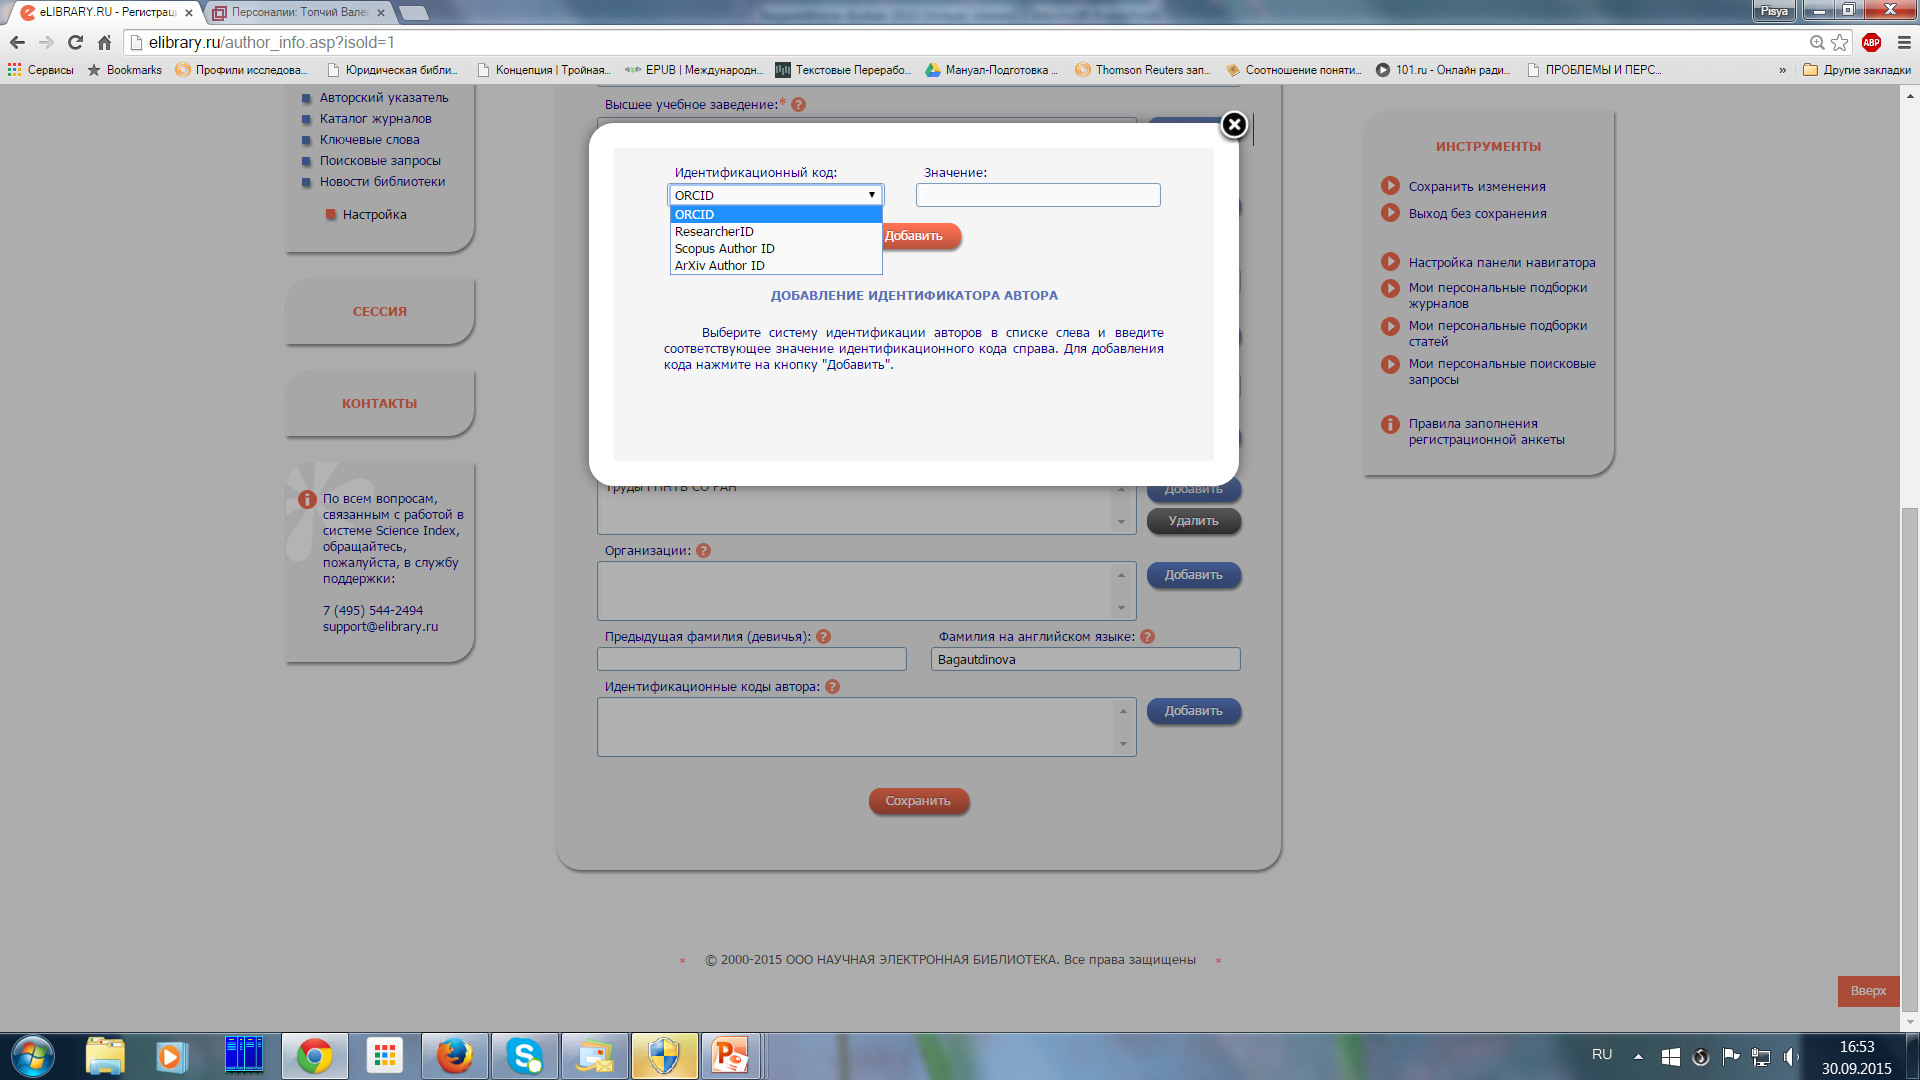 eLIBRARY.RU - Регистрац
Персоналии: Топчий Вале
Pisya
elibrary.ru/author_info.asp?isold=1
ABP
Сервисы
Bookmarks
Профили исследова...
Юридическая библи...
Концепция | Тройная...
EPUB | Международн...
Текстовые Перерабо...
Мануал-Подготовка ...
Thomson Reuters зап...
Соотношение поняти...
101.ru - Онлайн ради...
ПРОБЛЕМЫ И ПЕРС...
»
Другие закладки
Авторский указатель
Каталог журналов
Ключевые слова
Поисковые запросы
Новости библиотеки
Настройка
СЕССИЯ
КОНТАКТЫ
По всем вопросам,
связанным с работой в
системе Science Index,
обращайтесь,
пожалуйста, в службу
поддержки:
7 (495) 544-2494
support@elibrary.ru
Высшее учебное заведение:* ?
Идентификационный код:
Значение:
ORCID
ORCID
ResearcherID
Scopus Author ID
ArXiv Author ID
Добавить
ДОБАВЛЕНИЕ ИДЕНТИФИКАТОРА АВТОРА
Выберите систему идентификации авторов в списке слева и введите
соответствующее значение идентификационного кода справа. Для добавления
кода нажмите на кнопку "Добавить".
Труды ГПНТБ СО РАН
Добавить
Удалить
Организации: ?
Добавить
Предыдущая фамилия (девичья): ?
Фамилия на английском языке: ?
Bagautdinova
Идентификационные коды автора: ?
Добавить
Сохранить
ИНСТРУМЕНТЫ
Сохранить изменения
Выход без сохранения
Настройка панели навигатора
Мои персональные подборки
журналов
Мои персональные подборки
статей
Мои персональные поисковые
запросы
Правила заполнения
регистрационной анкеты
* © 2000-2015 ООО НАУЧНАЯ ЭЛЕКТРОННАЯ БИБЛИОТЕКА. Все права защищены *
Вверх
RU
16:53
30.09.2015